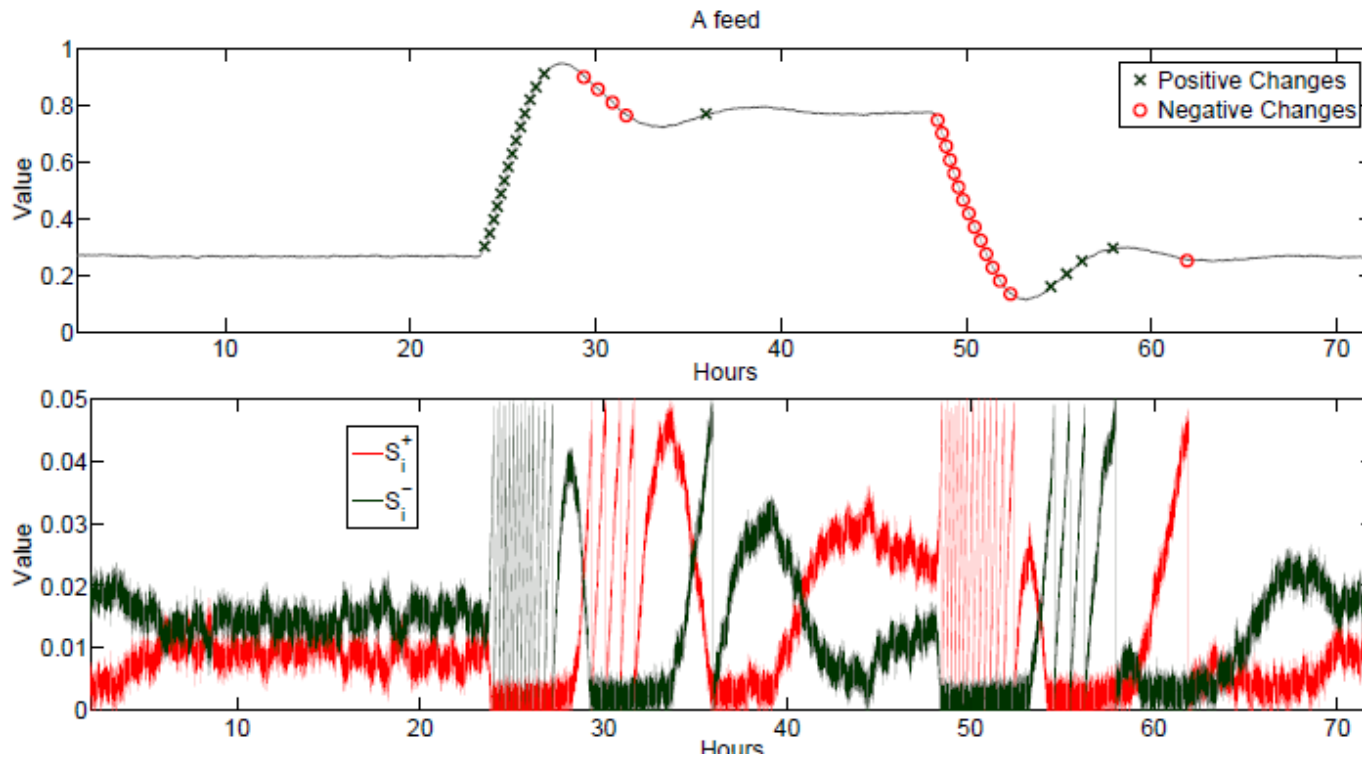 A feed
1
0.8
0.6
0.4
0.2
0
Value
Positive Changes
Negative Changes
10 20 30 40 50 60 70
Hours
0.05
0.04
0.03
0.02
0.01
0
Value
S_i^+
S_i^-
10 20 30 40 50 60 70
Hours